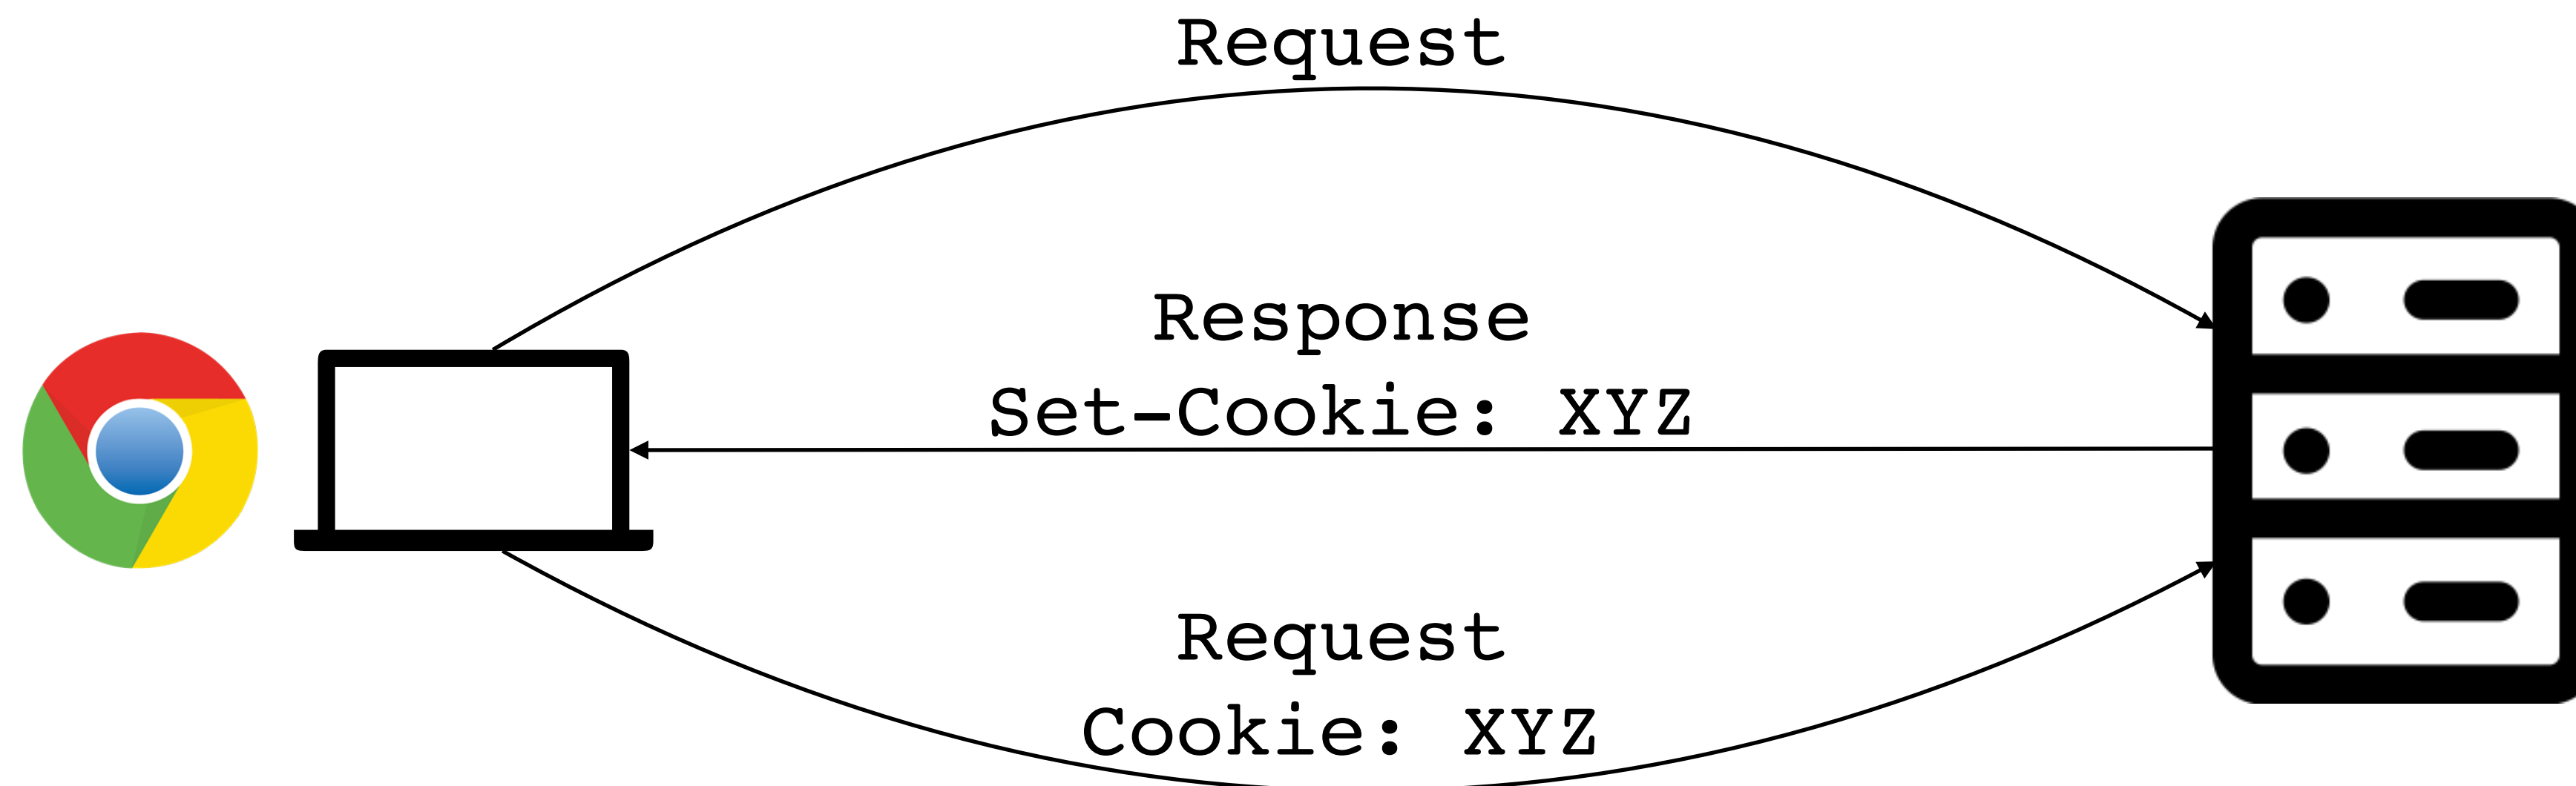 Request
Response
Set-Cookie: XYZ
Request
Cookie: XYZ